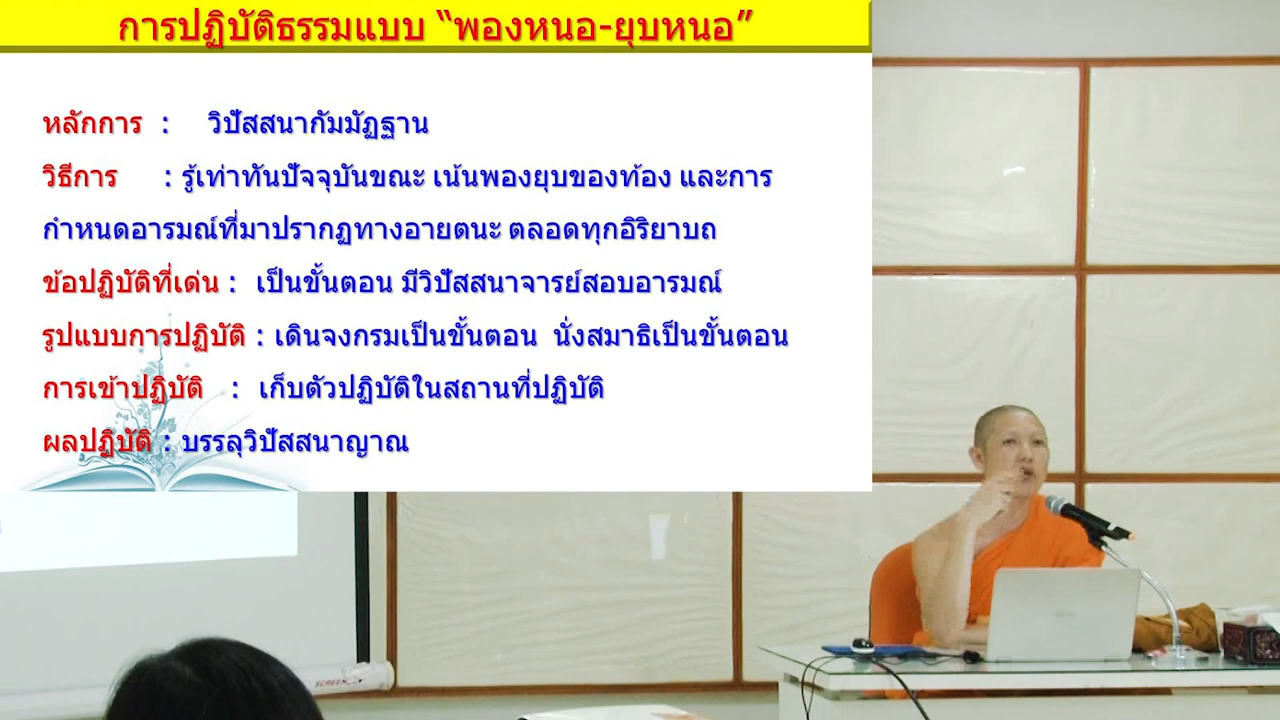 การปฏิบัติธรรมแบบ “พองหนอ-ยุบหนอ”
หลักการ : วิปัสสนากัมมัฏฐาน
วิธีการ : รู้เท่าทันปัจจุบันขณะ เน้นพองยุบของท้อง และการ
กำหนดอารมณ์ที่มาปรากฏทางอายตนะ ตลอดทุกอิริยาบถ
ข้อปฏิบัติที่เด่น : เป็นขั้นตอน มีวิปัสสนาจารย์สอบอารมณ์
รูปแบบการปฏิบัติ : เดินจงกรมเป็นขั้นตอน นั่งสมาธิเป็นขั้นตอน
การเข้าปฏิบัติ : เก็บตัวปฏิบัติในสถานที่ปฏิบัติ
ผลปฏิบัติ : บรรลุวิปัสสนาญาณ
SCREEN